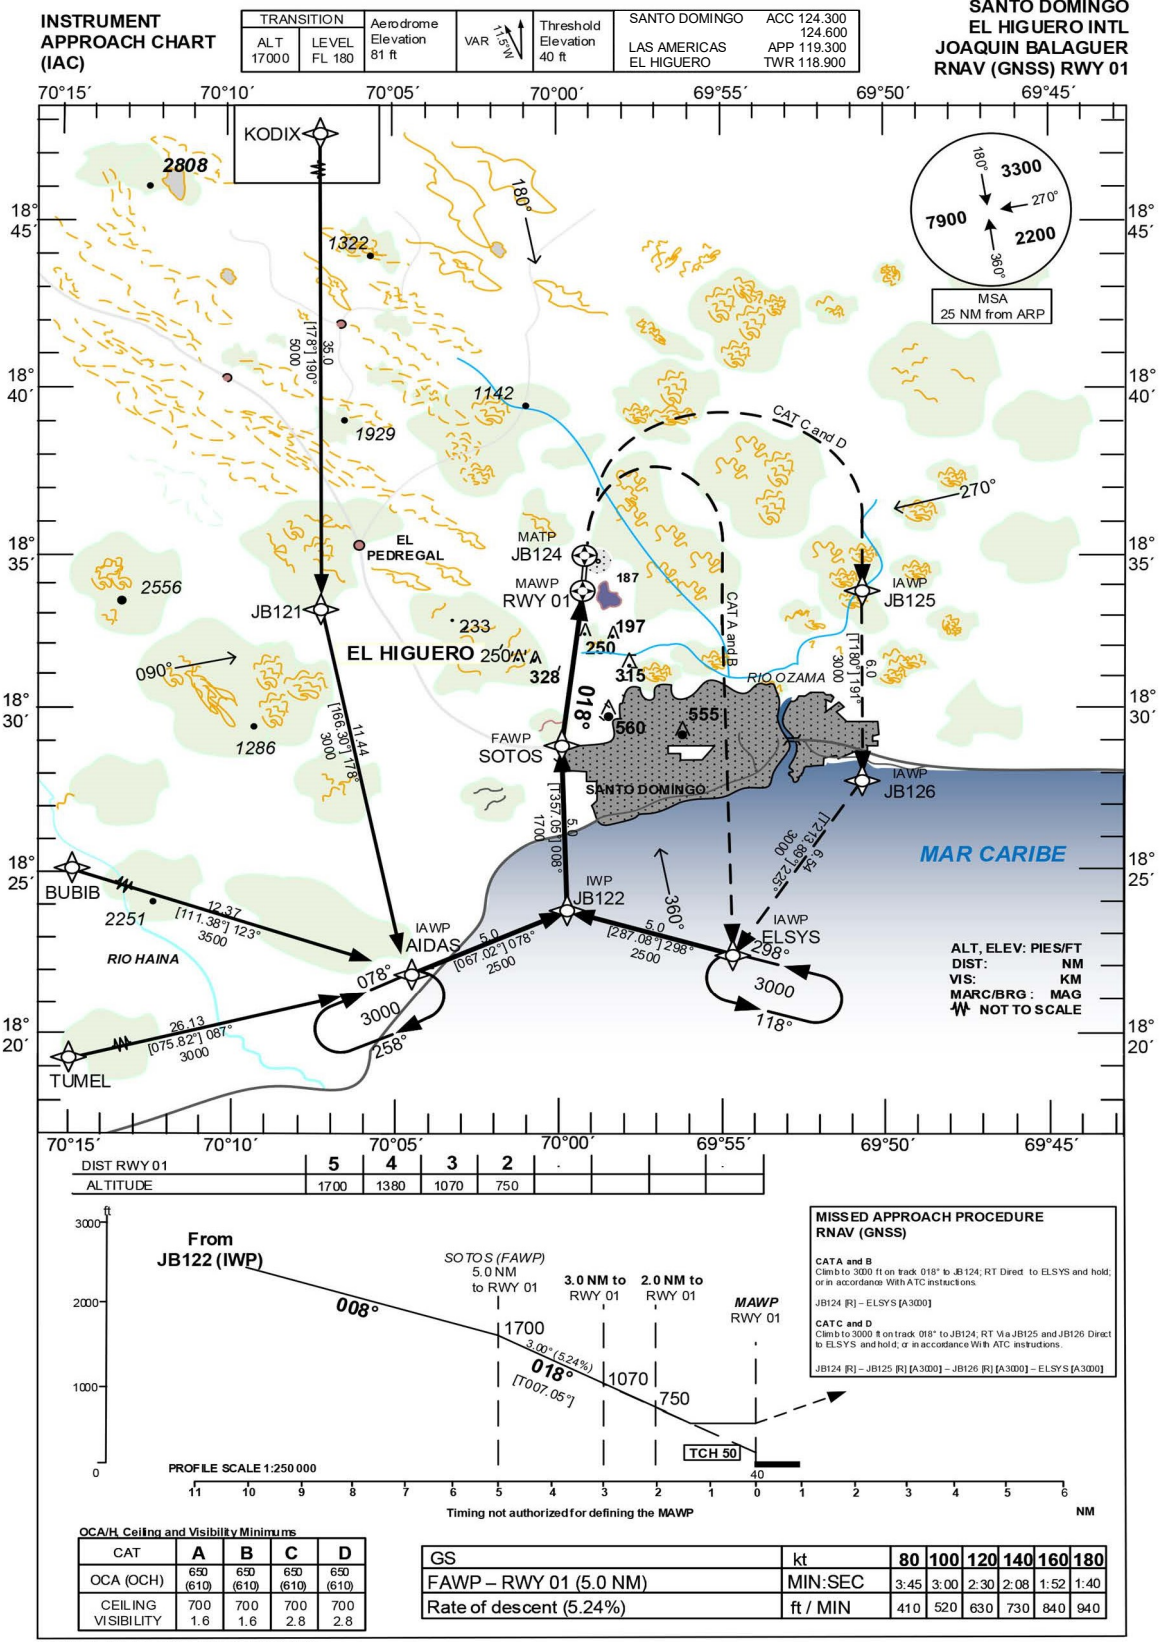 INSTRUMENT
APPROACH CHART
(IAC)
TRANSITION
ALT
17000
LEVEL
FL 180
Aerodrome
Elevation
81 ft
VAR
11.5°W
Threshold
Elevation
40 ft
SANTO DOMINGO ACC 124.300
124.600
LAS AMERICAS APP 119.300
EL HIGUERO TWR 118.900
SANTO DOMINGO
EL HIGUERO INTL
JOAQUIN BALAGUER
RNAV (GNSS) RWY 01
70°15′ 70°10′ 70°05′ 70°00′ 69°55′ 69°50′ 69°45′
KODIX
2808
180°
180°
3300
270°
7900
2200
360°
MSA
25 NM from ARP
18°
45′
18°
45′
1322
35.0
[178°] 190°
5000
18°
40′
18°
40′
1142
1929
CAT C and D
270°
18°
35′
18°
35′
EL
PEDREGAL
MATP
JB124
MAWP
RWY 01
187
IAWP
JB125
2556
JB121
CAT A and B
233
197
250
EL HIGUERO
250
328
315
090°
6.0
[T180°] 191°
3000
RIO OZAMA
18°
30′
18°
30′
11.44
[166.30°] 178°
3000
018°
560
555
1286
FAWP
SOTOS
IAWP
JB126
SANTO DOMINGO
5.0
[T357.05°] 008°
1700
6.54
[T213.89°] 225°
3000
MAR CARIBE
18°
25′
18°
25′
BUBIB
2251
12.37
[111.38°] 123°
3500
IWP
JB122
360°
IAWP
AIDAS
5.0
[067.02°] 078°
2500
5.0
[287.08°] 298°
2500
IAWP
ELSYS
298°
RIO HAINA
078°
3000
258°
3000
118°
ALT, ELEV: PIES/FT
DIST: NM
VIS: KM
MARC/BRG : MAG
NOT TO SCALE
26.13
[075.82°] 087°
3000
18°
20′
18°
20′
TUMEL
70°15′ 70°10′ 70°05′ 70°00′ 69°55′ 69°50′ 69°45′
DIST RWY 01 5 4 3 2
ALTITUDE 1700 1380 1070 750
ft
3000
2000
1000
0
From
JB122 (IWP)
008°
SOTOS (FAWP)
5.0 NM
to RWY 01
3.0 NM to
RWY 01
2.0 NM to
RWY 01
MAWP
RWY 01
1700
3.00° (5.24%)
018°
[T007.05°]
1070
750
TCH 50
40
MISSED APPROACH PROCEDURE
RNAV (GNSS)
CAT A and B
Climb to 3000 ft on track 018° to JB124; RT Direct to ELSYS and hold;
or in accordance With ATC instructions.
JB124 [R] – ELSYS [A3000]
CAT C and D
Climb to 3000 ft on track 018° to JB124; RT Via JB125 and JB126 Direct
to ELSYS and hold; or in accordance With ATC instructions.
JB124 [R] – JB125 [R] [A3000] – JB126 [R] [A3000] – ELSYS [A3000]
PROFILE SCALE 1:250 000
11 10 9 8 7 6 5 4 3 2 1 0 1 2 3 4 5 6
Timing not authorized for defining the MAWP
NM
OCA/H, Ceiling and Visibility Minimums
CAT A B C D
OCA (OCH) 650 (610) 650 (610) 650 (610) 650 (610)
CEILING 700 700 700 700
VISIBILITY 1.6 1.6 2.8 2.8
GS kt 80 100 120 140 160 180
FAWP – RWY 01 (5.0 NM) MIN:SEC 3:45 3:00 2:30 2:08 1:52 1:40
Rate of descent (5.24%) ft / MIN 410 520 630 730 840 940